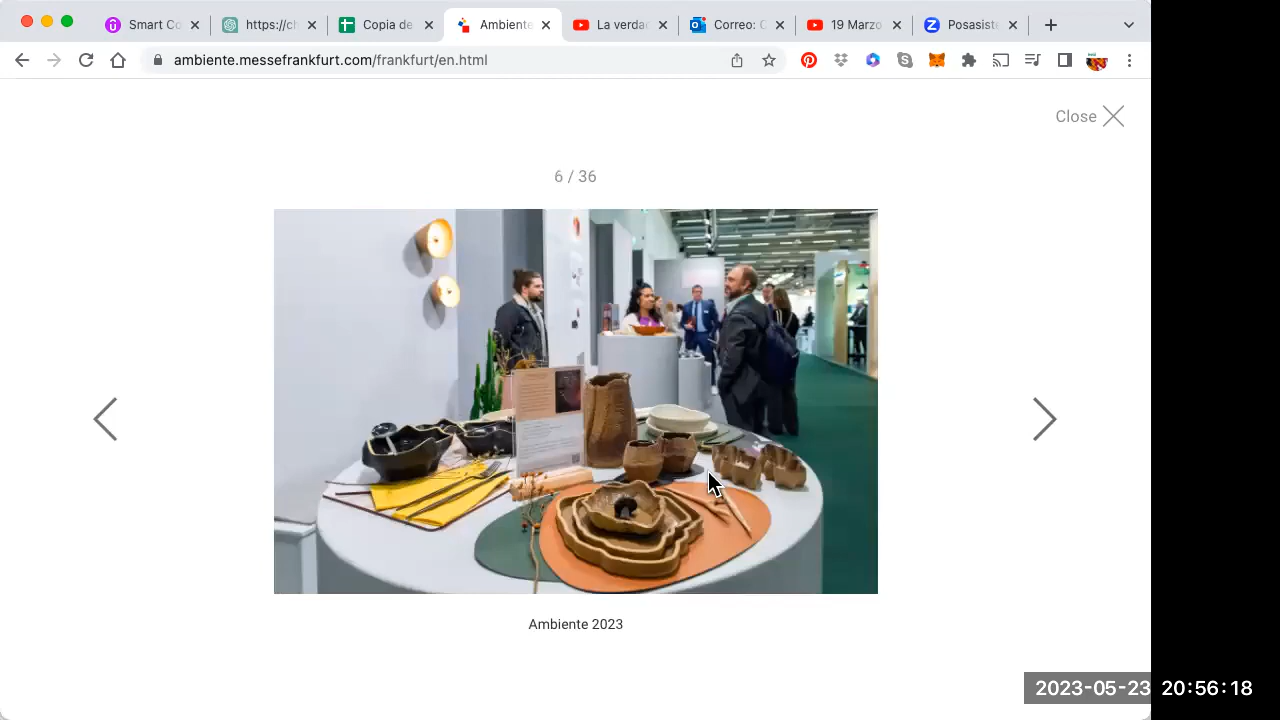 Smart Co
https://ch
Copia de
Ambiente
La verda
Correo: C
19 Marzo
Posasiste
ambiente.messefrankfurt.com/frankfurt/en.html
Close
6 / 36
Ambiente 2023
2023-05-23 20:56:18